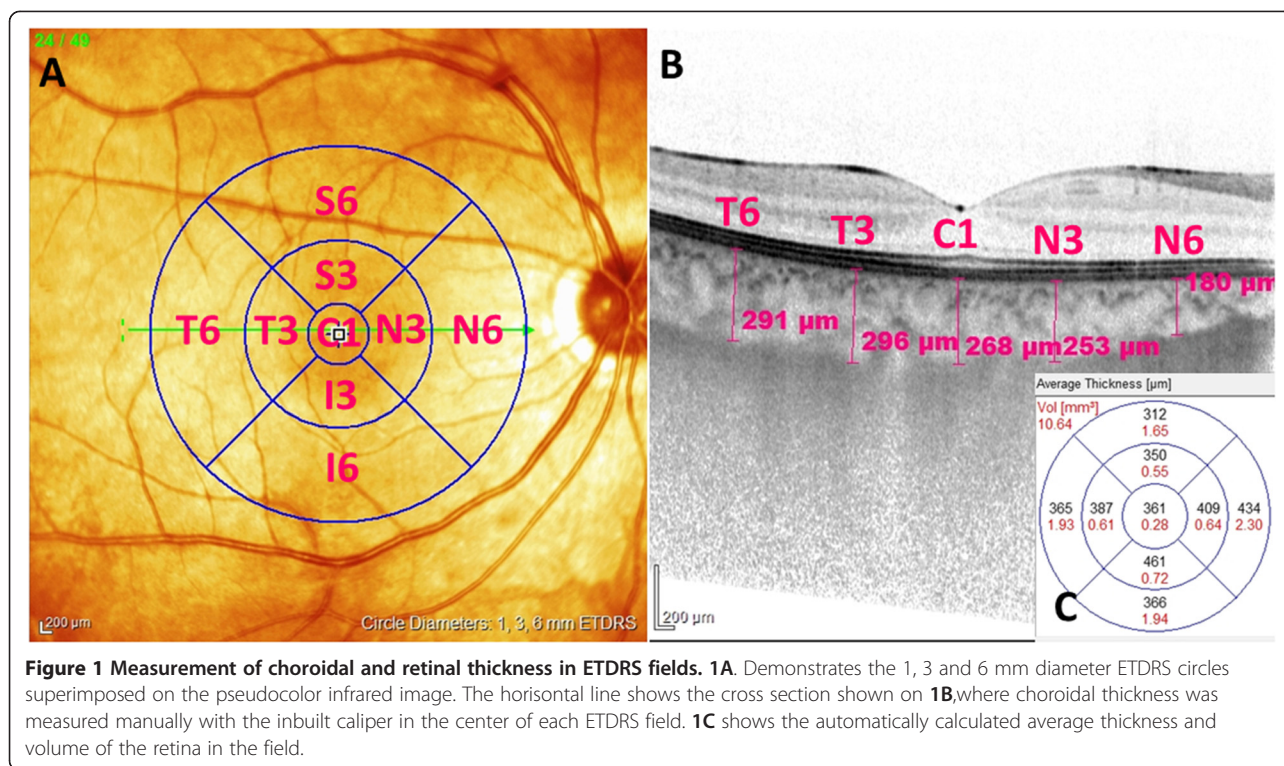 24 / 49
A
S6
S3
T6 T3 C1 N3 N6
I3
I6
200 µm
Circle Diameters: 1, 3, 6 mm ETDRS
B
T6 T3 C1 N3 N6
180 µm
291 µm
296 µm 268 µm 253 µm
200 µm
Average Thickness [µm]
Vol [mm³]
10.64
312
1.65
350
0.55
365 387 361 409 434
1.93 0.61 0.28 0.64 2.30
461
0.72
366
1.94
C
Figure 1 Measurement of choroidal and retinal thickness in ETDRS fields. 1A. Demonstrates the 1, 3 and 6 mm diameter ETDRS circles
superimposed on the pseudocolor infrared image. The horisontal line shows the cross section shown on 1B,where choroidal thickness was
measured manually with the inbuilt caliper in the center of each ETDRS field. 1C shows the automatically calculated average thickness and
volume of the retina in the field.